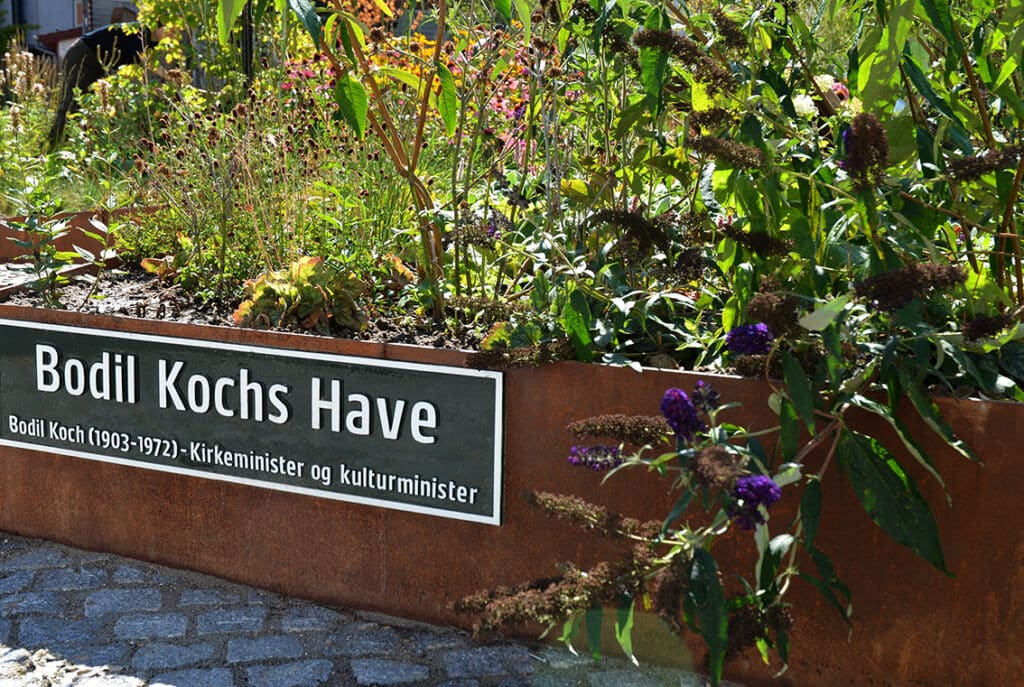 Bodil Kochs Have
Bodil Koch (1903-1972) - Kirkeminister og kulturminister